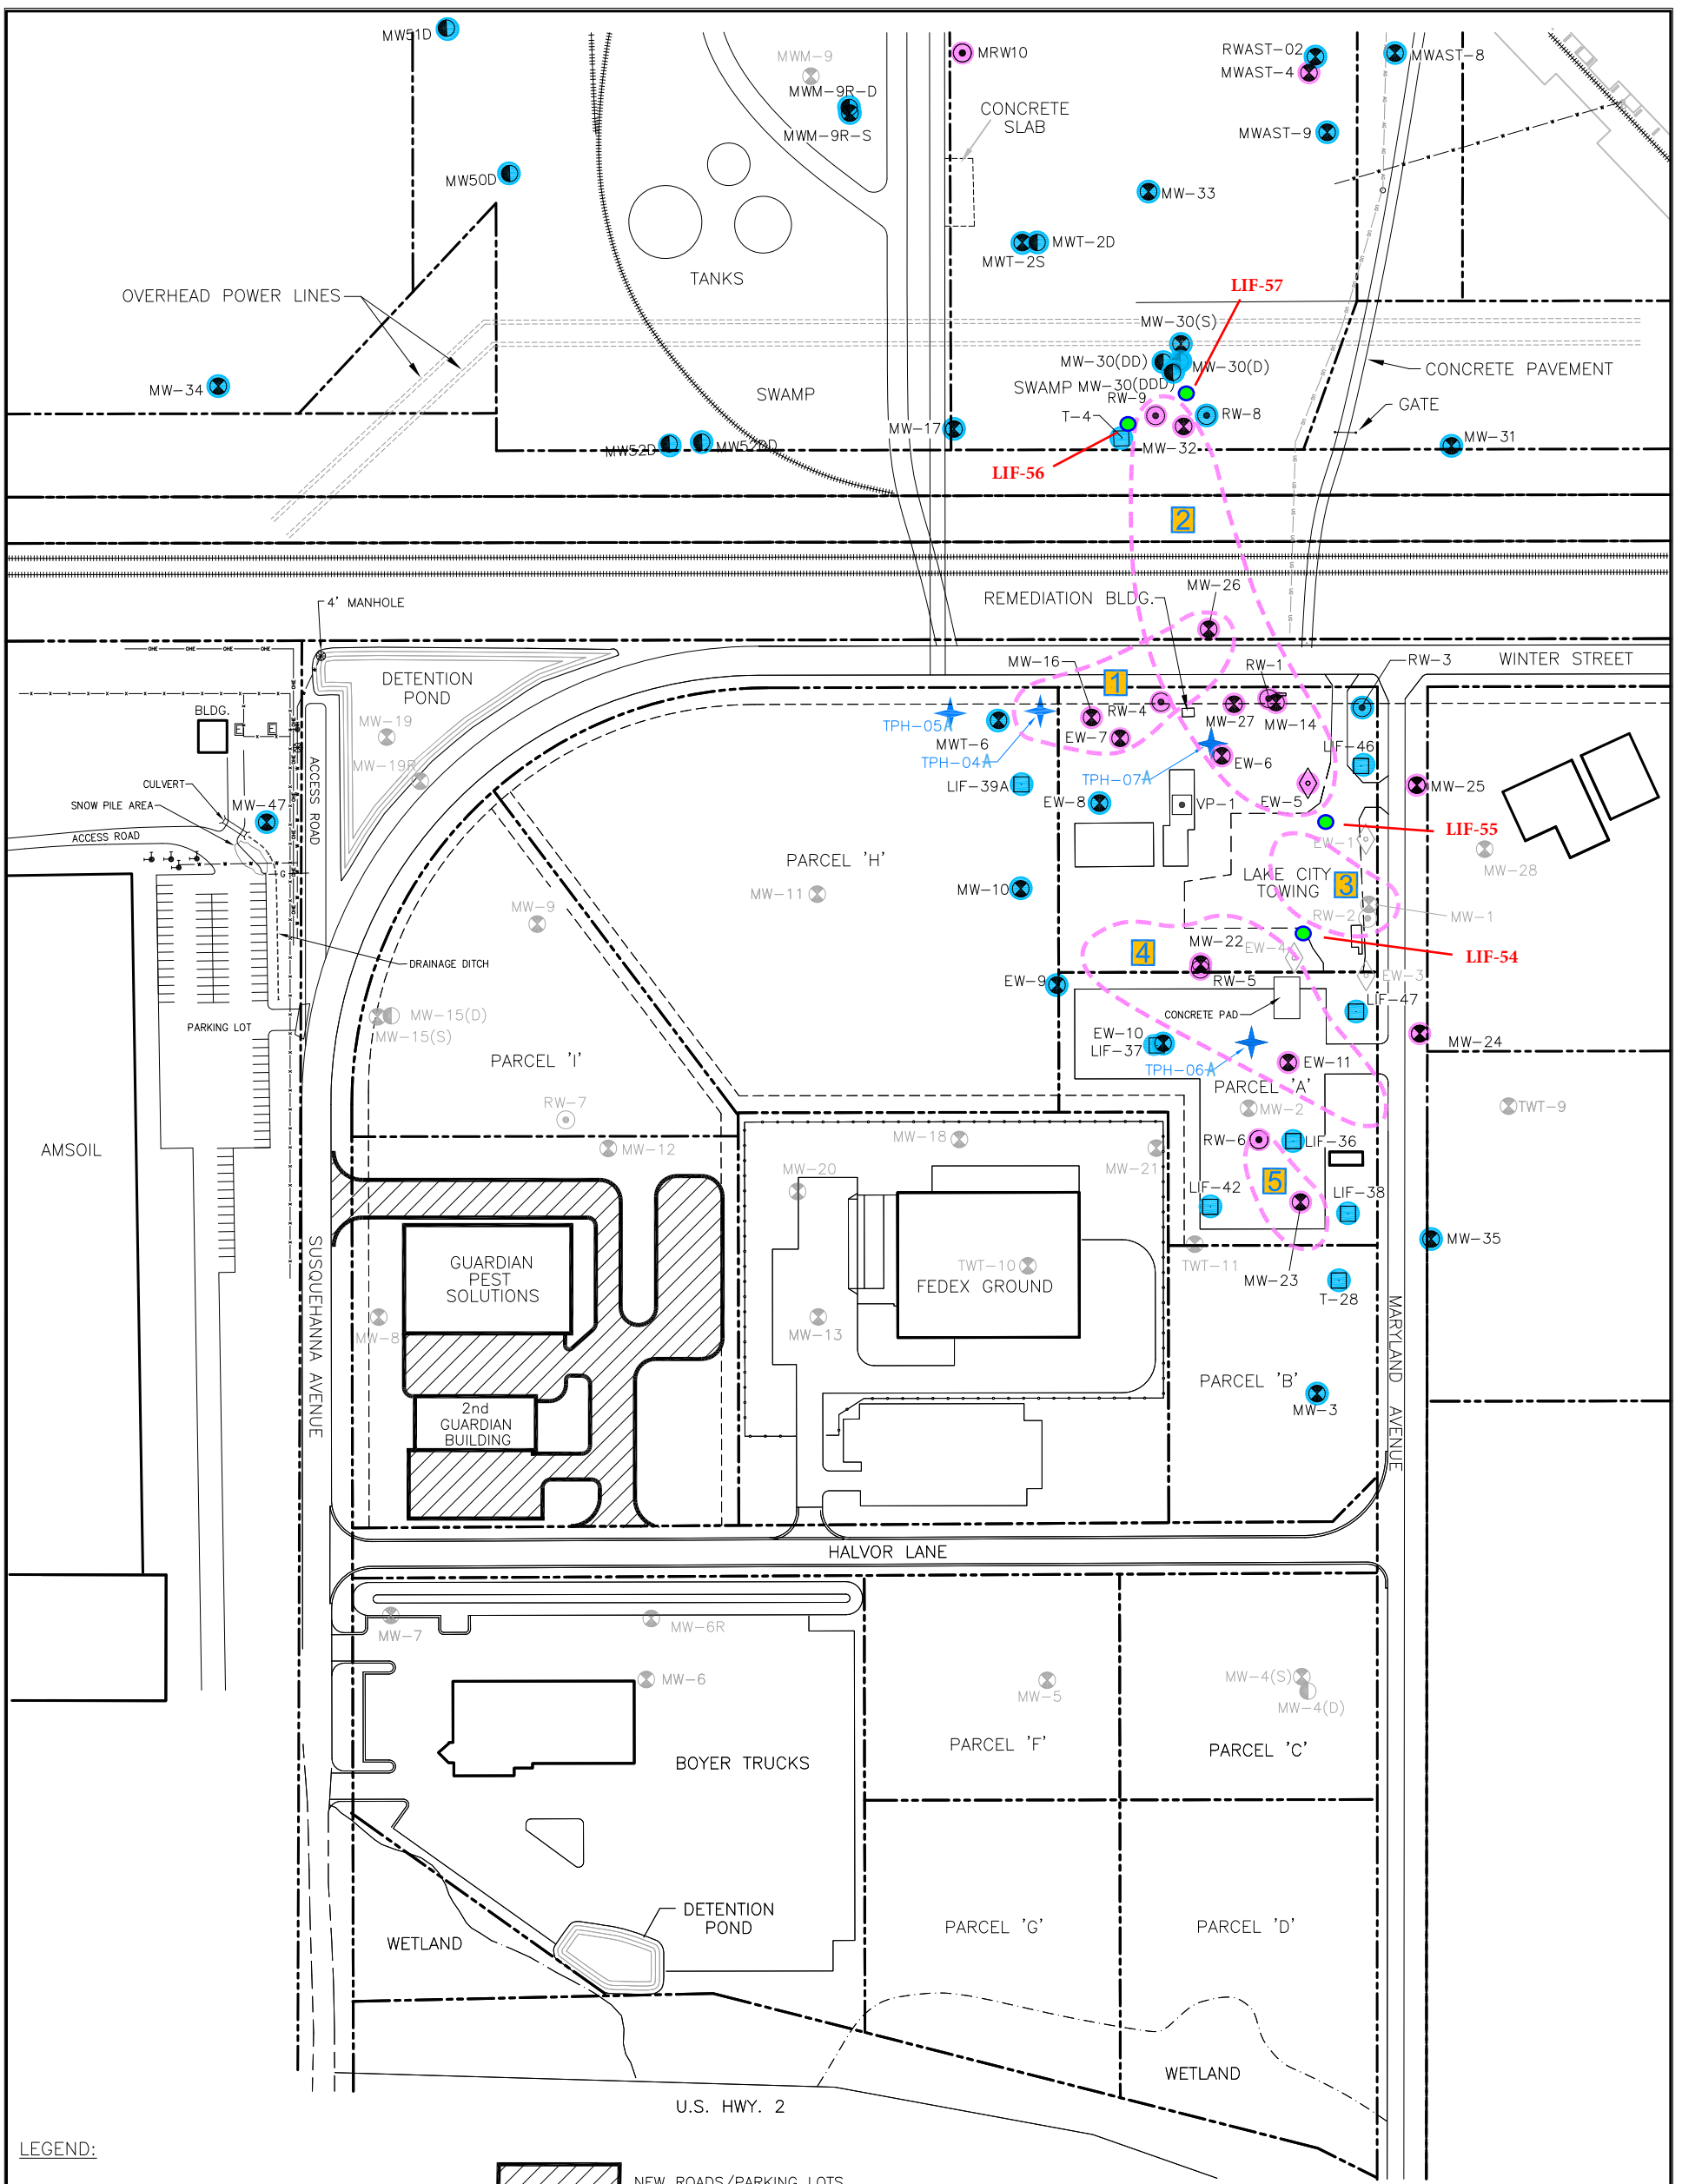 MW51D
MWM-9
MWM-9R-D
MWM-9R-S
MRW10
CONCRETE
SLAB
RWAST-02
MWAST-4
MWAST-8
MWAST-9
MW50D
MW-33
MWT-2D
MWT-2S
TANKS
OVERHEAD POWER LINES
LIF-57
MW-30(S)
MW-30(DD)
MW-30(D)
MW-30(DDD)
SWAMP
SWAMP
RW-9
T-4
RW-8
MW-34
MW-17
MW-32
CONCRETE PAVEMENT
GATE
MW-31
MW52D
MW52DD
LIF-56
2
MW-26
REMEDIATION BLDG.
4' MANHOLE
DETENTION
POND
MW-16
1
RW-1
RW-3
WINTER STREET
BLDG.
MW-19
MW-19R
TPH-05A
MWT-6
TPH-04A
RW-4
EW-7
MW-27
MW-14
LIF-46
EW-6
TPH-07A
LIF-39A
EW-8
VP-1
EW-5
MW-25
CULVERT
SNOW PILE AREA
MW-47
ACCESS ROAD
ACCESS ROAD
LIF-55
EW-1
MW-28
PARCEL 'H'
LAKE CITY
TOWING
3
MW-10
MW-11
RW-2
MW-1
MW-9
4
MW-22
EW-4
LIF-54
DRAINAGE DITCH
EW-9
RW-5
EW-3
LIF-47
CONCRETE PAD
PARKING LOT
MW-15(D)
MW-15(S)
EW-10
LIF-37
MW-24
PARCEL 'I'
TPH-06A
EW-11
PARCEL 'A'
RW-7
MW-2
TWT-9
AMSOIL
MW-12
MW-18
MW-21
RW-6
LIF-36
MW-20
5
LIF-42
LIF-38
SUSQUEHANNA AVENUE
GUARDIAN
PEST
SOLUTIONS
TWT-10
FEDEX GROUND
TWT-11
MW-35
MW-23
T-28
MW-8
MW-13
MARYLAND AVENUE
PARCEL 'B'
MW-3
2nd
GUARDIAN
BUILDING
HALVOR LANE
MW-7
MW-6R
MW-6
MW-5
MW-4(S)
MW-4(D)
PARCEL 'F'
PARCEL 'C'
BOYER TRUCKS
DETENTION
POND
PARCEL 'G'
PARCEL 'D'
WETLAND
WETLAND
U.S. HWY. 2
LEGEND:
NEW ROADS/PARKING LOTS